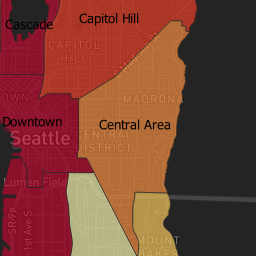 Capitol Hill
Cascade
CAPITOL
HILL
MADRONA
Downtown
Central Area
Seattle
CENTRAL
DISTRICT
Lumen Field
SR 99
1st Ave S
MOUNT
BAKER